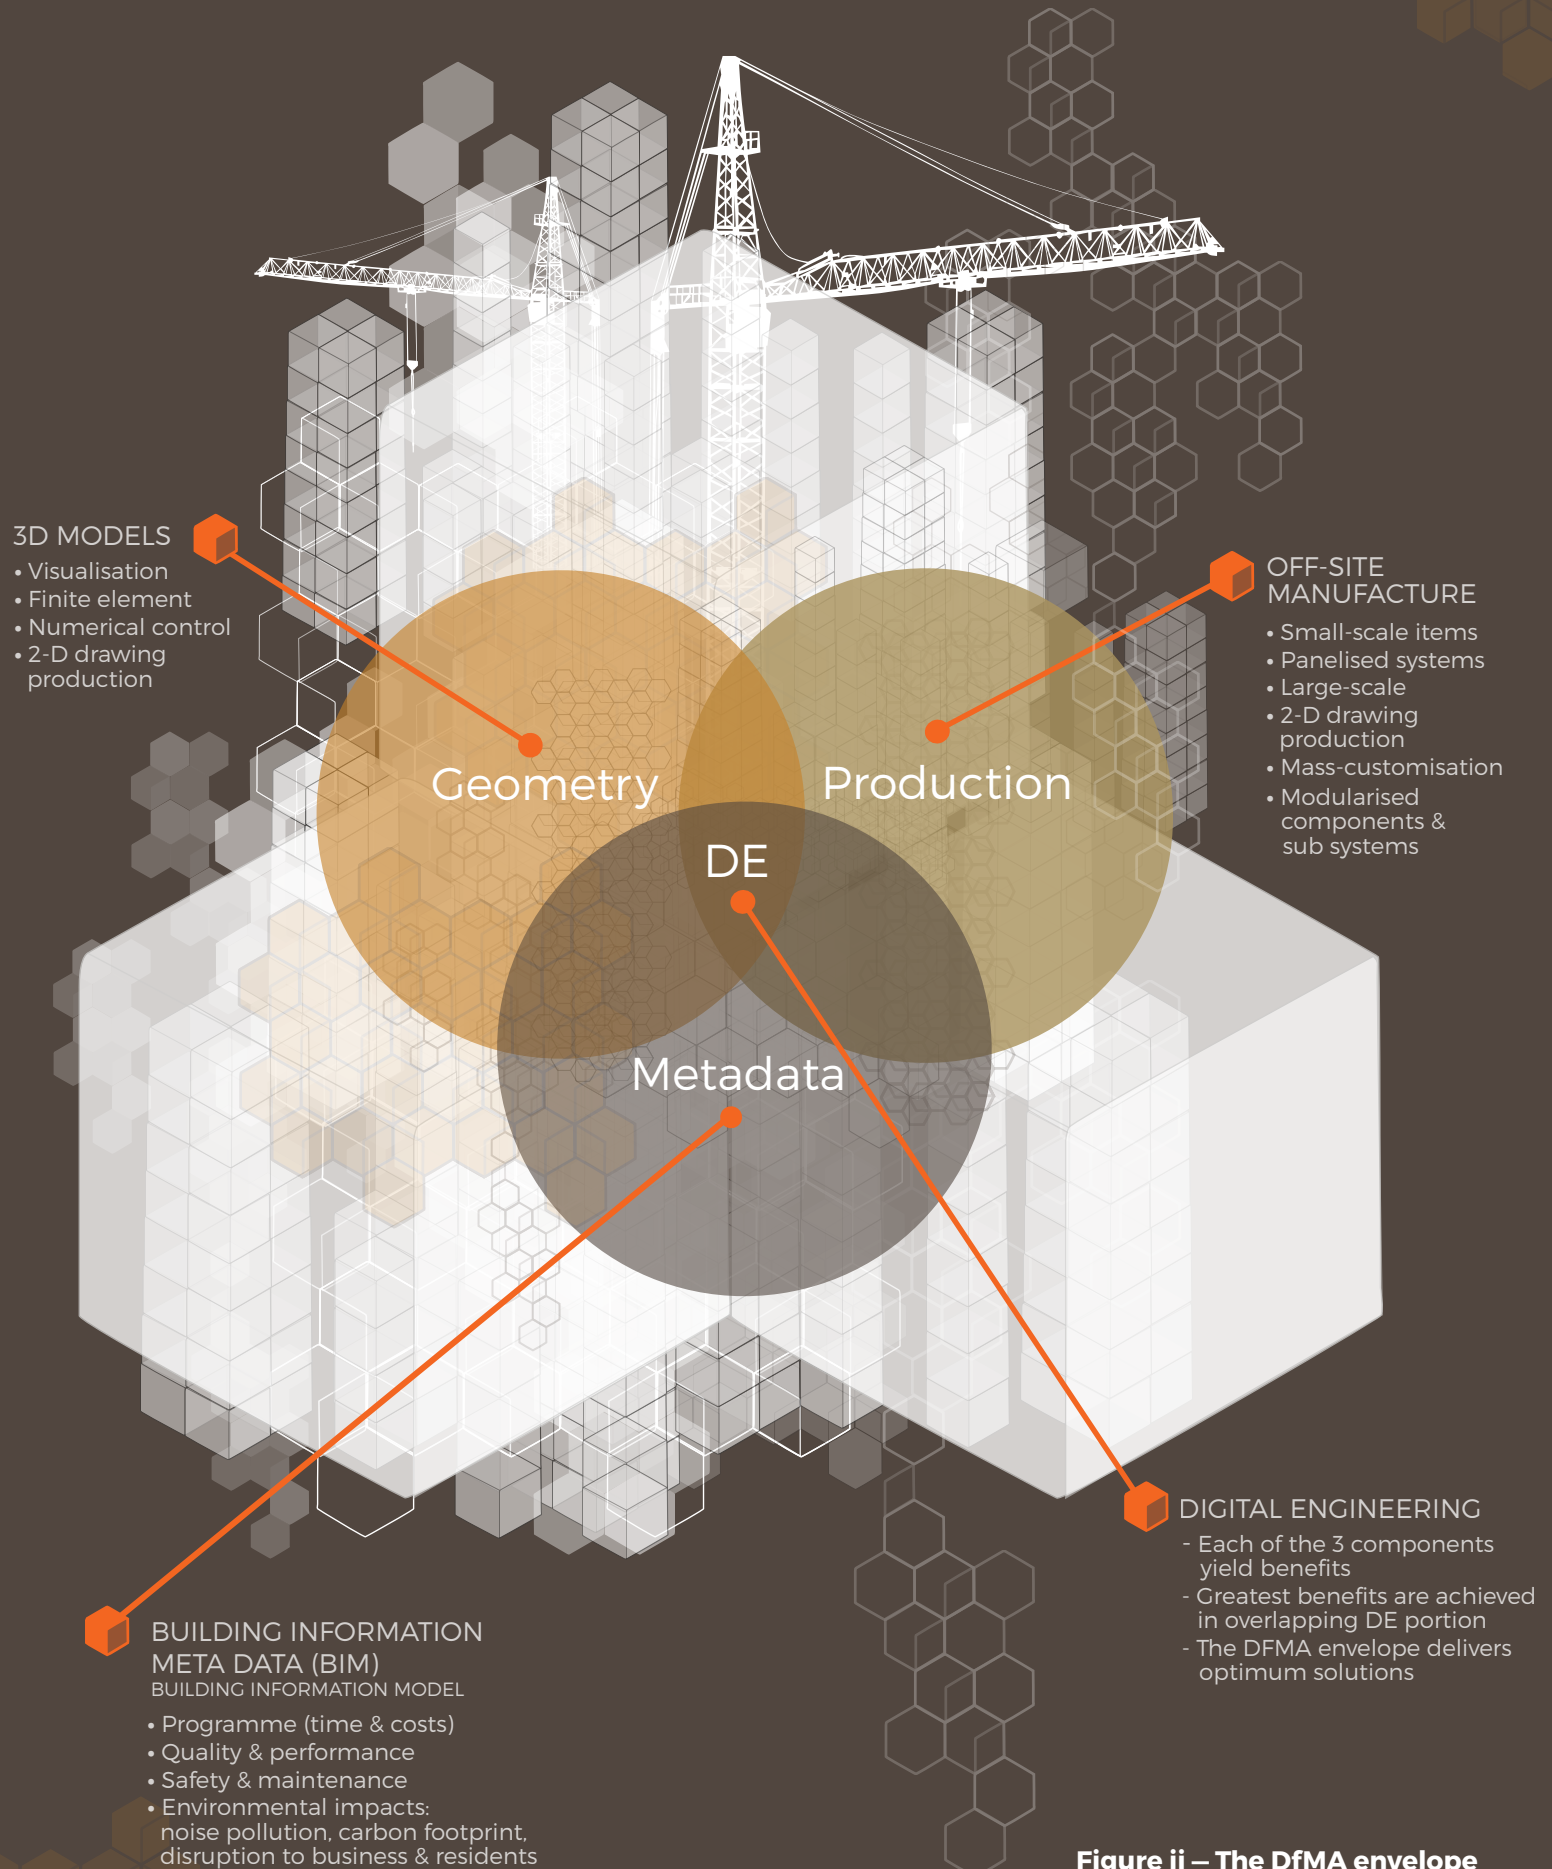 3D MODELS
• Visualisation
• Finite element
• Numerical control
• 2-D drawing
production
OFF-SITE
MANUFACTURE
• Small-scale items
• Panelised systems
• Large-scale
• 2-D drawing
production
• Mass-customisation
• Modularised
components &
sub systems
Geometry
Production
DE
Metadata
DIGITAL ENGINEERING
- Each of the 3 components
yield benefits
- Greatest benefits are achieved
in overlapping DE portion
- The DFMA envelope delivers
optimum solutions
BUILDING INFORMATION
META DATA (BIM)
BUILDING INFORMATION MODEL
• Programme (time & costs)
• Quality & performance
• Safety & maintenance
• Environmental impacts:
noise pollution, carbon footprint,
disruption to business & residents
Figure ii – The DfMA envelope